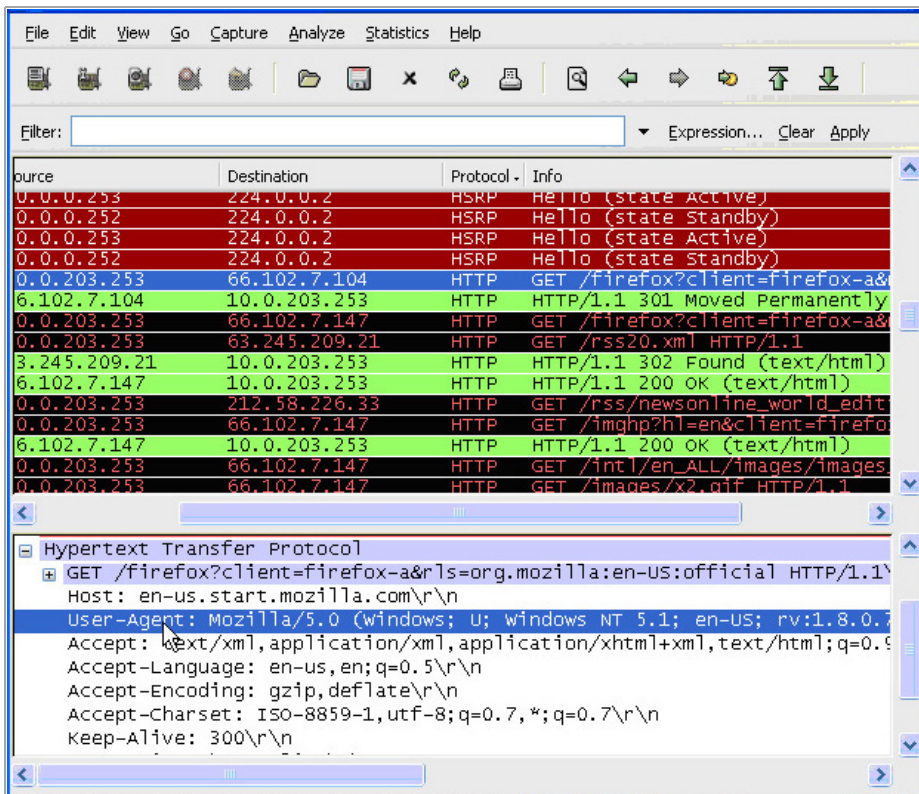 File Edit View Go Capture Analyze Statistics Help
Filter: Expression... Clear Apply
ource Destination Protocol Info
0.0.0.253 224.0.0.2 HSRP Hello (state Active)
0.0.0.252 224.0.0.2 HSRP Hello (state Standby)
0.0.0.253 224.0.0.2 HSRP Hello (state Active)
0.0.0.252 224.0.0.2 HSRP Hello (state Standby)
0.0.203.253 66.102.7.104 HTTP GET /firefox?client=firefox-a&
6.102.7.104 10.0.203.253 HTTP HTTP/1.1 301 Moved Permanently
0.0.203.253 66.102.7.147 HTTP GET /firefox?client=firefox-a&
0.0.203.253 63.245.209.21 HTTP GET /rss20.xml HTTP/1.1
3.245.209.21 10.0.203.253 HTTP HTTP/1.1 302 Found (text/html)
6.102.7.147 10.0.203.253 HTTP HTTP/1.1 200 OK (text/html)
0.0.203.253 212.58.226.33 HTTP GET /rss/newsonline_world_edit
0.0.203.253 66.102.7.147 HTTP GET /imghp?hl=en&client=firefo
6.102.7.147 10.0.203.253 HTTP HTTP/1.1 200 OK (text/html)
0.0.203.253 66.102.7.147 HTTP GET /intl/en_ALL/images/images
0.0.203.253 66.102.7.147 HTTP GET /images/x2.gif HTTP/1.1
Hypertext Transfer Protocol
GET /firefox?client=firefox-a&rls=org.mozilla:en-US:official HTTP/1.1\
Host: en-us.start.mozilla.com\r\n
User-Agent: Mozilla/5.0 (Windows; U; Windows NT 5.1; en-US; rv:1.8.0.7
Accept: text/xml,application/xml,application/xhtml+xml,text/html;q=0.9
Accept-Language: en-us,en;q=0.5\r\n
Accept-Encoding: gzip,deflate\r\n
Accept-Charset: ISO-8859-1,utf-8;q=0.7,*;q=0.7\r\n
Keep-Alive: 300\r\n